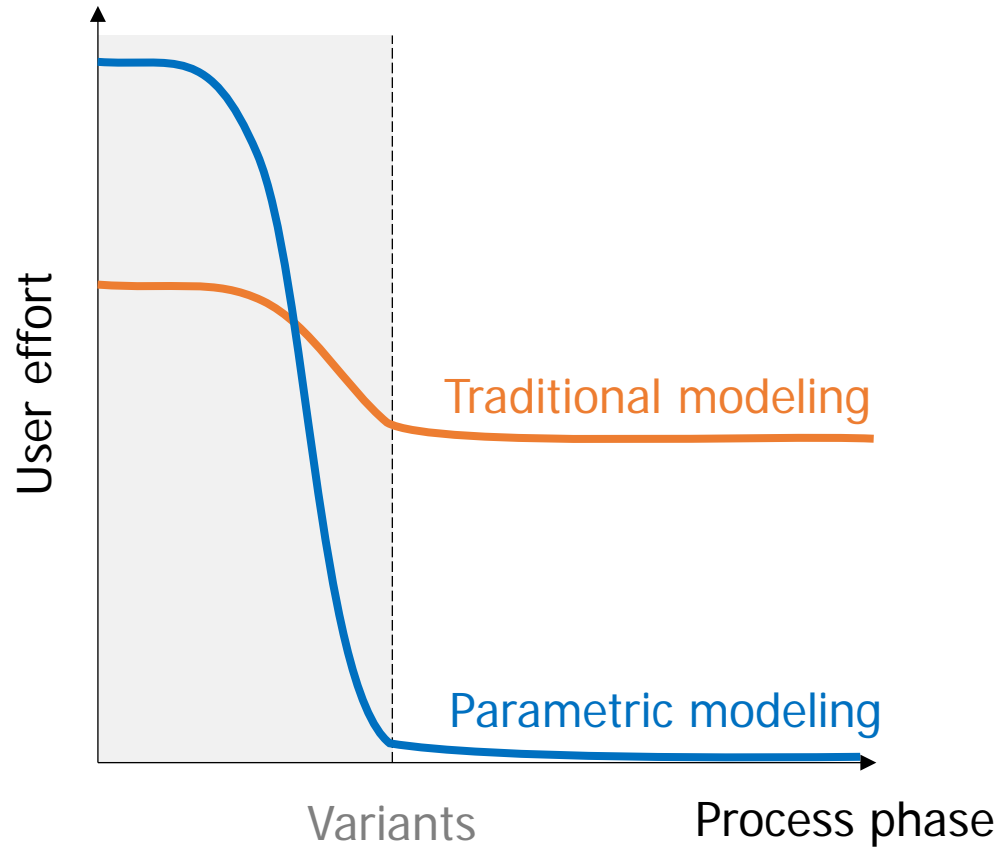 User effort
Traditional modeling
Parametric modeling
Variants
Process phase